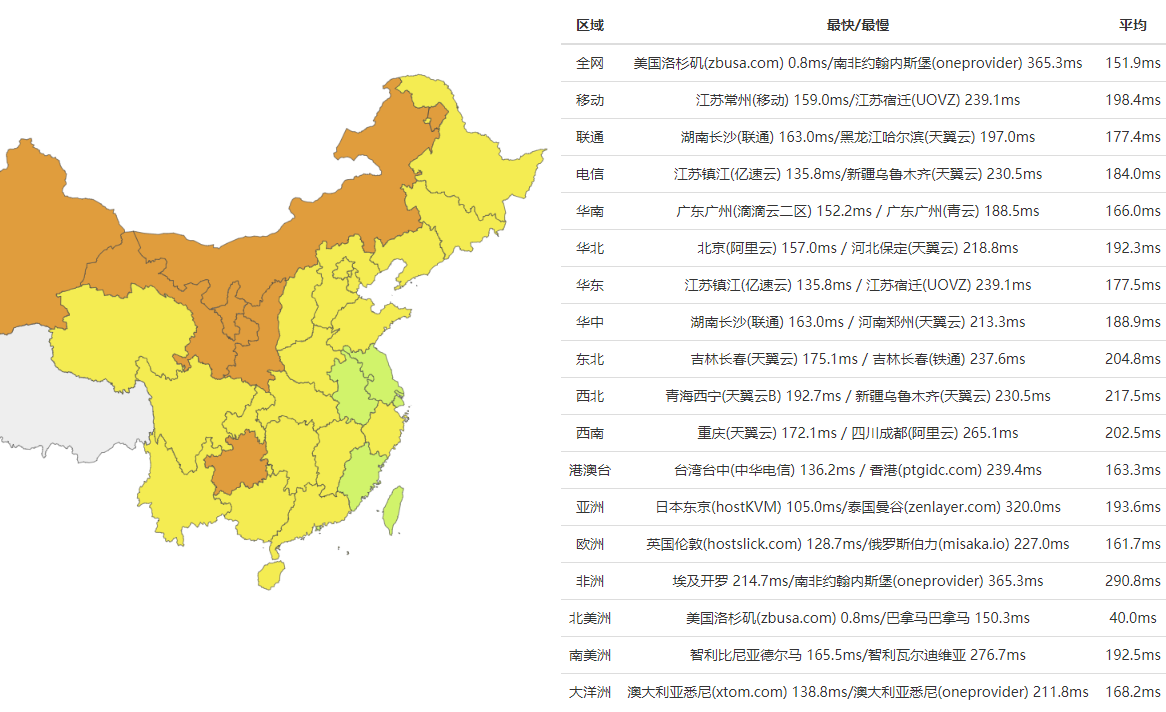 区域 最快/最慢 平均
全网 美国洛杉矶(zbusa.com) 0.8ms/南非约翰内斯堡(oneprovider) 365.3ms 151.9ms
移动 江苏常州(移动) 159.0ms/江苏宿迁(UOVZ) 239.1ms 198.4ms
联通 湖南长沙(联通) 163.0ms/黑龙江哈尔滨(天翼云) 197.0ms 177.4ms
电信 江苏镇江(亿速云) 135.8ms/新疆乌鲁木齐(天翼云) 230.5ms 184.0ms
华南 广东广州(滴滴云二区) 152.2ms / 广东广州(青云) 188.5ms 166.0ms
华北 北京(阿里云) 157.0ms / 河北保定(天翼云) 218.8ms 192.3ms
华东 江苏镇江(亿速云) 135.8ms / 江苏宿迁(UOVZ) 239.1ms 177.5ms
华中 湖南长沙(联通) 163.0ms / 河南郑州(天翼云) 213.3ms 188.9ms
东北 吉林长春(天翼云) 175.1ms / 吉林长春(铁通) 237.6ms 204.8ms
西北 青海西宁(天翼云B) 192.7ms / 新疆乌鲁木齐(天翼云) 230.5ms 217.5ms
西南 重庆(天翼云) 172.1ms / 四川成都(阿里云) 265.1ms 202.5ms
港澳台 台湾台中(中华电信) 136.2ms / 香港(ptgidc.com) 239.4ms 163.3ms
亚洲 日本东京(hostKVM) 105.0ms/泰国曼谷(zenlayer.com) 320.0ms 193.6ms
欧洲 英国伦敦(hostslick.com) 128.7ms/俄罗斯伯力(misaka.io) 227.0ms 161.7ms
非洲 埃及开罗 214.7ms/南非约翰内斯堡(oneprovider) 365.3ms 290.8ms
北美洲 美国洛杉矶(zbusa.com) 0.8ms/巴拿马巴拿马 150.3ms 40.0ms
南美洲 智利比尼亚德尔马 165.5ms/智利瓦尔迪维亚 276.7ms 192.5ms
大洋洲 澳大利亚悉尼(xtom.com) 138.8ms/澳大利亚悉尼(oneprovider) 211.8ms 168.2ms